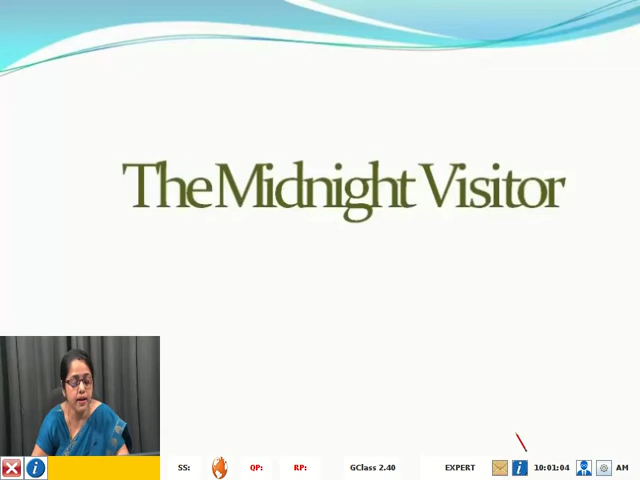 The Midnight Visitor
SS: QP: RP: GClass 2.40 EXPERT 10:01:04 AM